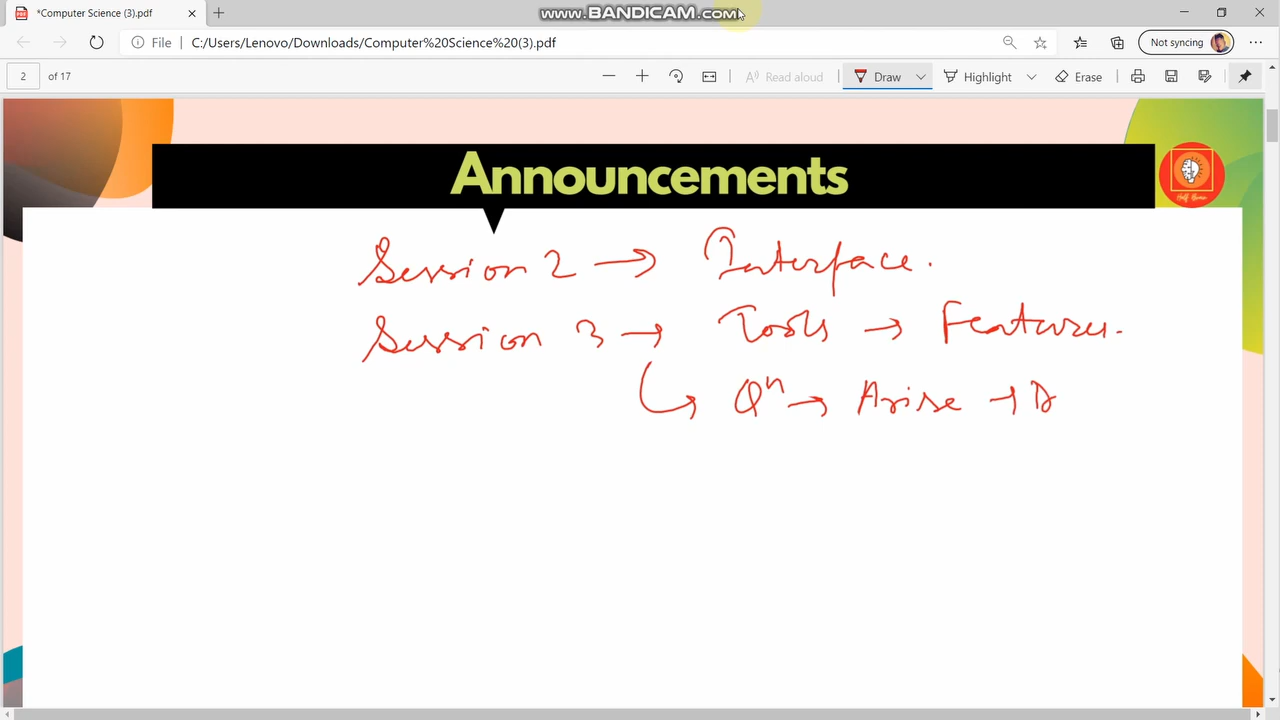 *Computer Science (3).pdf
www.BANDICAM.com
File C:/Users/Lenovo/Downloads/Computer%20Science%20(3).pdf
Not syncing
2 of 17
Read aloud
Draw
Highlight
Erase
Announcements
Session 2 → Interface.
Session 3 → Tools → Features.
Qn → Arise →